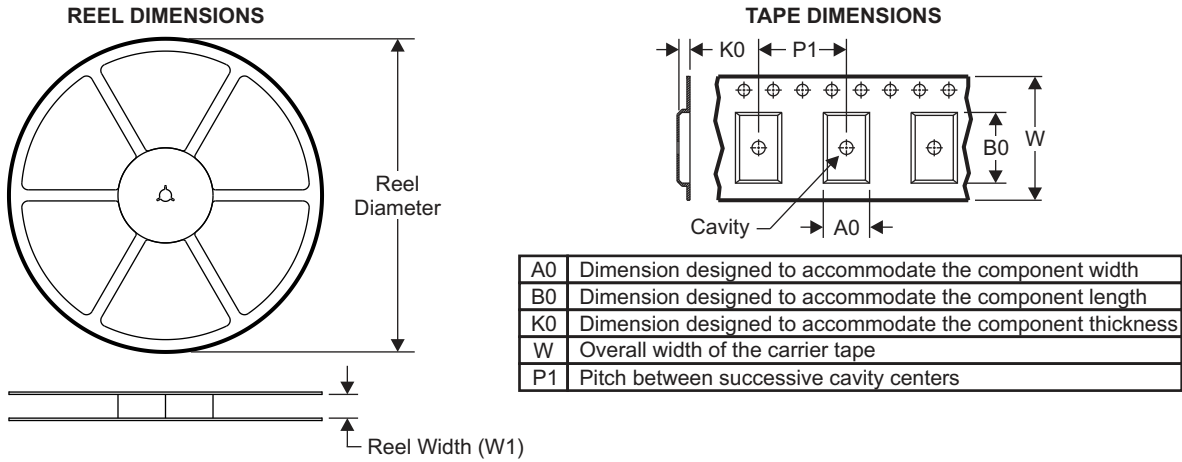 REEL DIMENSIONS
Reel
Diameter
Reel Width (W1)
TAPE DIMENSIONS
K0
P1
B0
W
Cavity
A0
A0 Dimension designed to accommodate the component width
B0 Dimension designed to accommodate the component length
K0 Dimension designed to accommodate the component thickness
W Overall width of the carrier tape
P1 Pitch between successive cavity centers